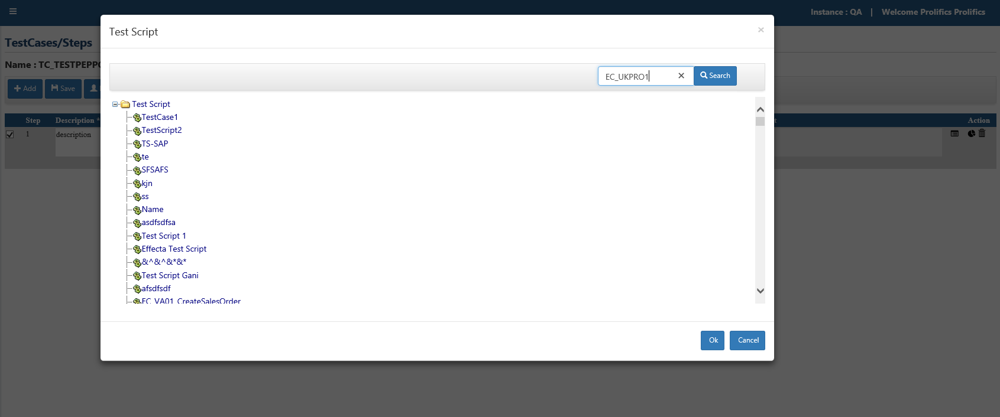 Instance : QA | Welcome Prolifics Prolifics
Test Script
×
TestCases/Steps
Name : TC_TESTPEPP
EC_UKPRO1
Search
Add
Save
Test Script
TestCase1
TestScript2
TS-SAP
te
SFSAFS
kjn
ss
Name
asdfsdfsa
Test Script 1
Effecta Test Script
&^&^&*&*
Test Script Gani
afsdfsdf
EC_VA01_CreateSalesOrder
Step Description * t Action
1 description
Ok
Cancel